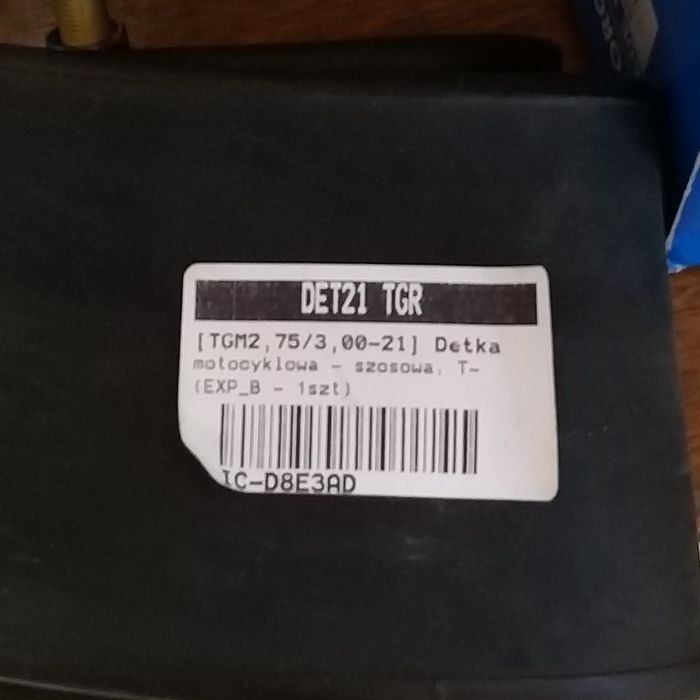 DET21 TGR
[TGM2,75/3,00-21] Detka
motocyklowa - szosowa, T-
(EXP_B - 1szt)
IC-D8E3AD